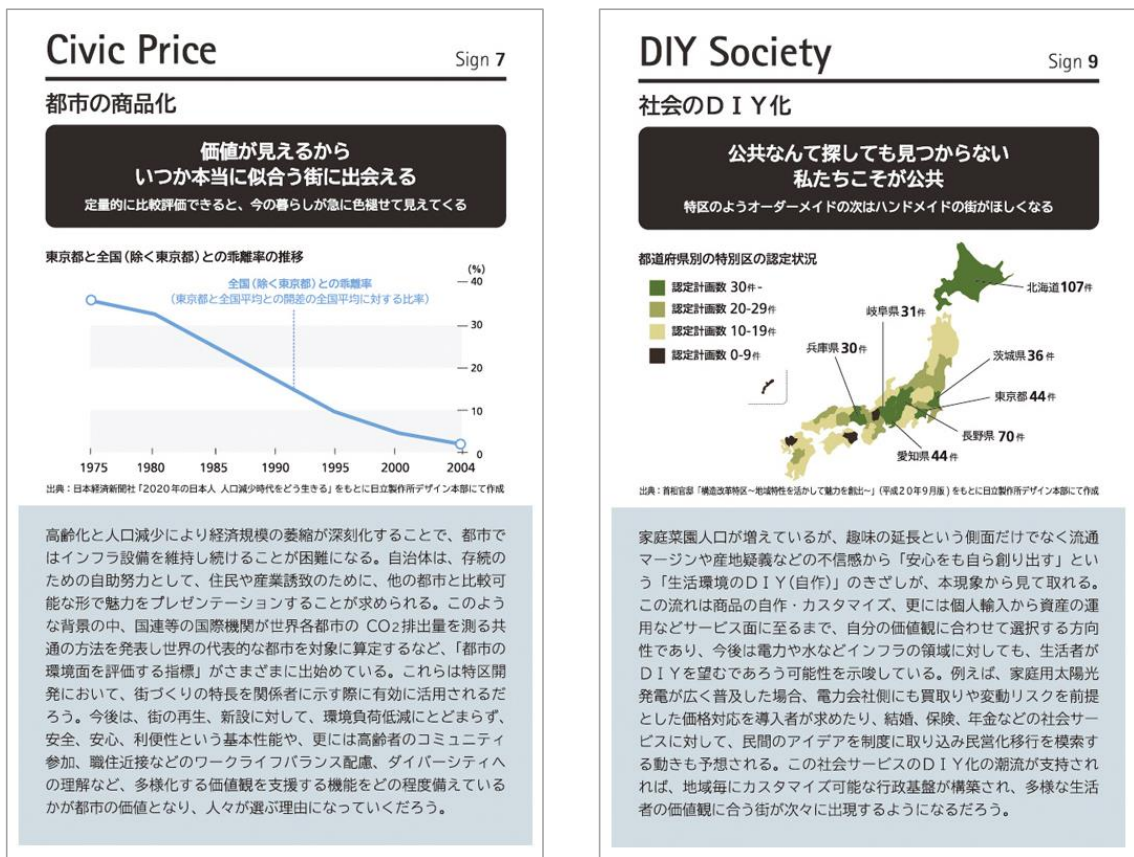 Civic Price
Sign 7
都市の商品化
価値が見えるから
いつか本当に似合う街に出会える
定量的に比較評価できると、今の暮らしが急に色褪せて見えてくる
東京都と全国(除く東京都)との乖離率の推移
(%)
全国(除く東京都)との乖離率
(東京都と全国平均との開差の全国平均に対する比率)
40
30
20
10
0
1975 1980 1985 1990 1995 2000 2004
出典:日本経済新聞社「2020年の日本人 人口減少時代をどう生きる」をもとに日立製作所デザイン本部にて作成
高齢化と人口減少により経済規模の萎縮が深刻化することで、都市で
はインフラ設備を維持し続けることが困難になる。自治体は、存続の
ための自助努力として、住民や産業誘致のために、他の都市と比較可
能な形で魅力をプレゼンテーションすることが求められる。このよう
な背景の中、国連等の国際機関が世界各都市の CO2排出量を測る共
通の方法を発表し世界の代表的な都市を対象に算定するなど、「都市の
環境面を評価する指標」がさまざまに出始めている。これらは特区開
発において、街づくりの特長を関係者に示す際に有効に活用されるだ
ろう。今後は、街の再生、新設に対して、環境負荷低減にとどまらず、
安全、安心、利便性という基本性能や、更には高齢者のコミュニティ
参加、職住近接などのワークライフバランス配慮、ダイバーシティへ
の理解など、多様化する価値観を支援する機能をどの程度備えている
かが都市の価値となり、人々が選ぶ理由になっていくだろう。
DIY Society
Sign 9
社会のDIY化
公共なんて探しても見つからない
私たちこそが公共
特区のようオーダーメイドの次はハンドメイドの街がほしくなる
都道府県別の特別区の認定状況
認定計画数 30件-
認定計画数 20-29件
認定計画数 10-19件
認定計画数 0-9件
北海道107件
岐阜県31件
兵庫県30件
茨城県36件
東京都44件
長野県70件
愛知県44件
出典:首相官邸「構造改革特区~地域特性を活かして魅力を創出~」(平成20年9月版)をもとに日立製作所デザイン本部にて作成
家庭菜園人口が増えているが、趣味の延長という側面だけでなく流通
マージンや産地疑義などの不信感から「安心をも自ら創り出す」とい
う「生活環境のDIY(自作)」のきざしが、本現象から見て取れる。
この流れは商品の自作・カスタマイズ、更には個人輸入から資産の運
用などサービス面に至るまで、自分の価値観に合わせて選択する方向
性であり、今後は電力や水などインフラの領域に対しても、生活者が
DIYを望むであろう可能性を示唆している。例えば、家庭用太陽光
発電が広く普及した場合、電力会社側にも買取りや変動リスクを前提
とした価格対応を導入者が求めたり、結婚、保険、年金などの社会サー
ビスに対して、民間のアイデアを制度に取り込み民営化移行を模索す
る動きも予想される。この社会サービスのDIY化の潮流が支持され
れば、地域毎にカスタマイズ可能な行政基盤が構築され、多様な生活
者の価値観に合う街が次々に出現するようになるだろう。